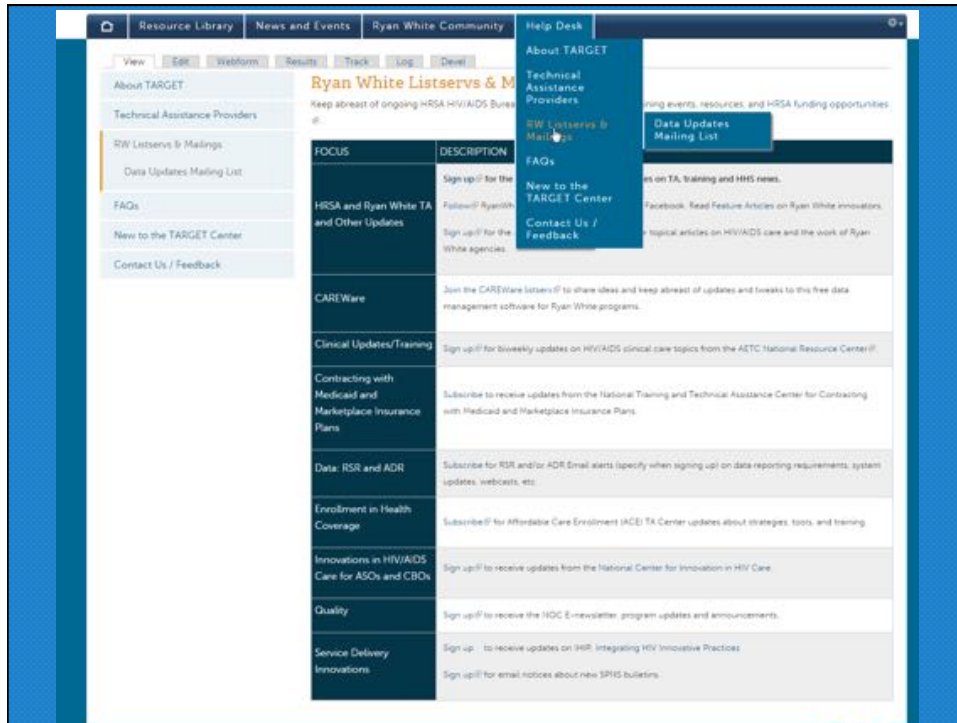 Resource Library
News and Events
Ryan White Community
Help Desk
About TARGET
Technical
Assistance
Providers
RW Listservs &
Mailings
Data Updates
Mailing List
FAQs
New to the
TARGET Center
Contact Us /
Feedback
View
Edit
Webform
Results
Track
Log
Devel
About TARGET
Technical Assistance Providers
RW Listservs & Mailings
Data Updates Mailing List
FAQs
New to the TARGET Center
Contact Us / Feedback
Ryan White Listservs & M
Keep abreast of ongoing HRSA HIV/AIDS Burea ining events, resources, and HRSA funding opportunities
FOCUS
DESCRIPTION
HRSA and Ryan White TA
and Other Updates
Sign up for the es on TA, training and HHS news.
Follow RyanWh Facebook. Read Feature Articles on Ryan White innovators.
Sign up for the r topical articles on HIV/AIDS care and the work of Ryan
White agencies.
CAREWare
Join the CAREWare listserv to share ideas and keep abreast of updates and tweaks to this free data
management software for Ryan White programs.
Clinical Updates/Training
Sign up for biweekly updates on HIV/AIDS clinical care topics from the AETC National Resource Center
Contracting with
Medicaid and
Marketplace Insurance
Plans
Subscribe to receive updates from the National Training and Technical Assistance Center for Contracting
with Medicaid and Marketplace Insurance Plans.
Data: RSR and ADR
Subscribe for RSR and/or ADR Email alerts (specify when signing up) on data reporting requirements, system
updates, webcasts, etc.
Enrollment in Health
Coverage
Subscribe for Affordable Care Enrollment (ACE) TA Center updates about strategies, tools, and training.
Innovations in HIV/AIDS
Care for ASOs and CBOs
Sign up to receive updates from the National Center for Innovation in HIV Care
Quality
Sign up to receive the NQC E-newsletter, program updates and announcements.
Service Delivery
Innovations
Sign up to receive updates on IHIP, Integrating HIV Innovative Practices
Sign up for email notices about new SPNS bulletins.